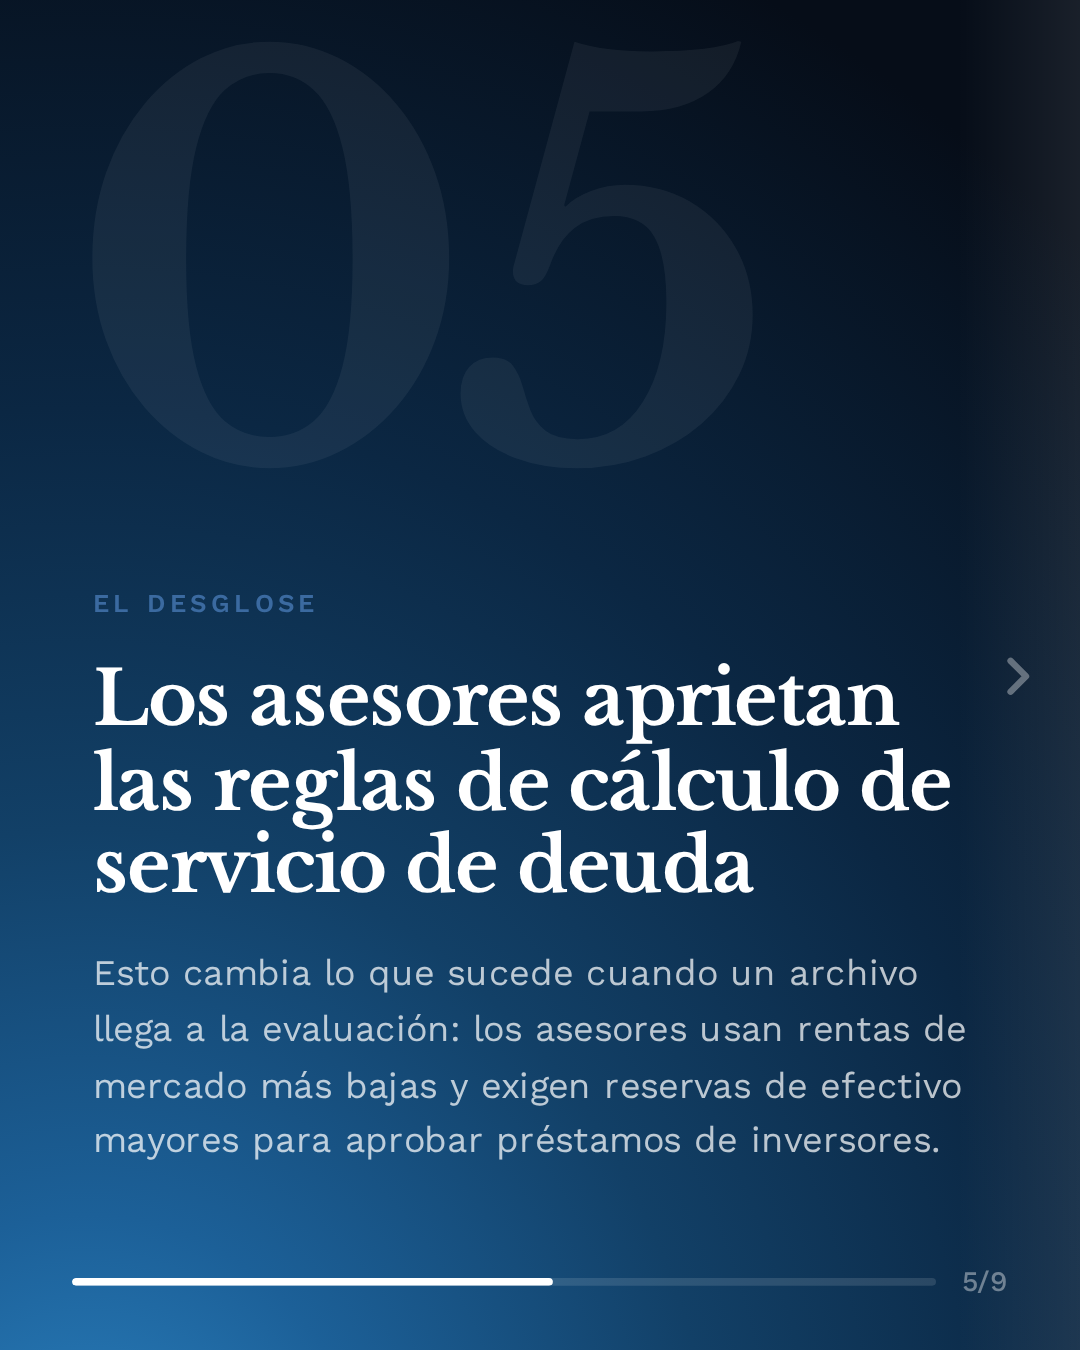 05
EL DESGLOSE
Los asesores aprietan
las reglas de cálculo de
servicio de deuda
Esto cambia lo que sucede cuando un archivo
llega a la evaluación: los asesores usan rentas de
mercado más bajas y exigen reservas de efectivo
mayores para aprobar préstamos de inversores.
5/9